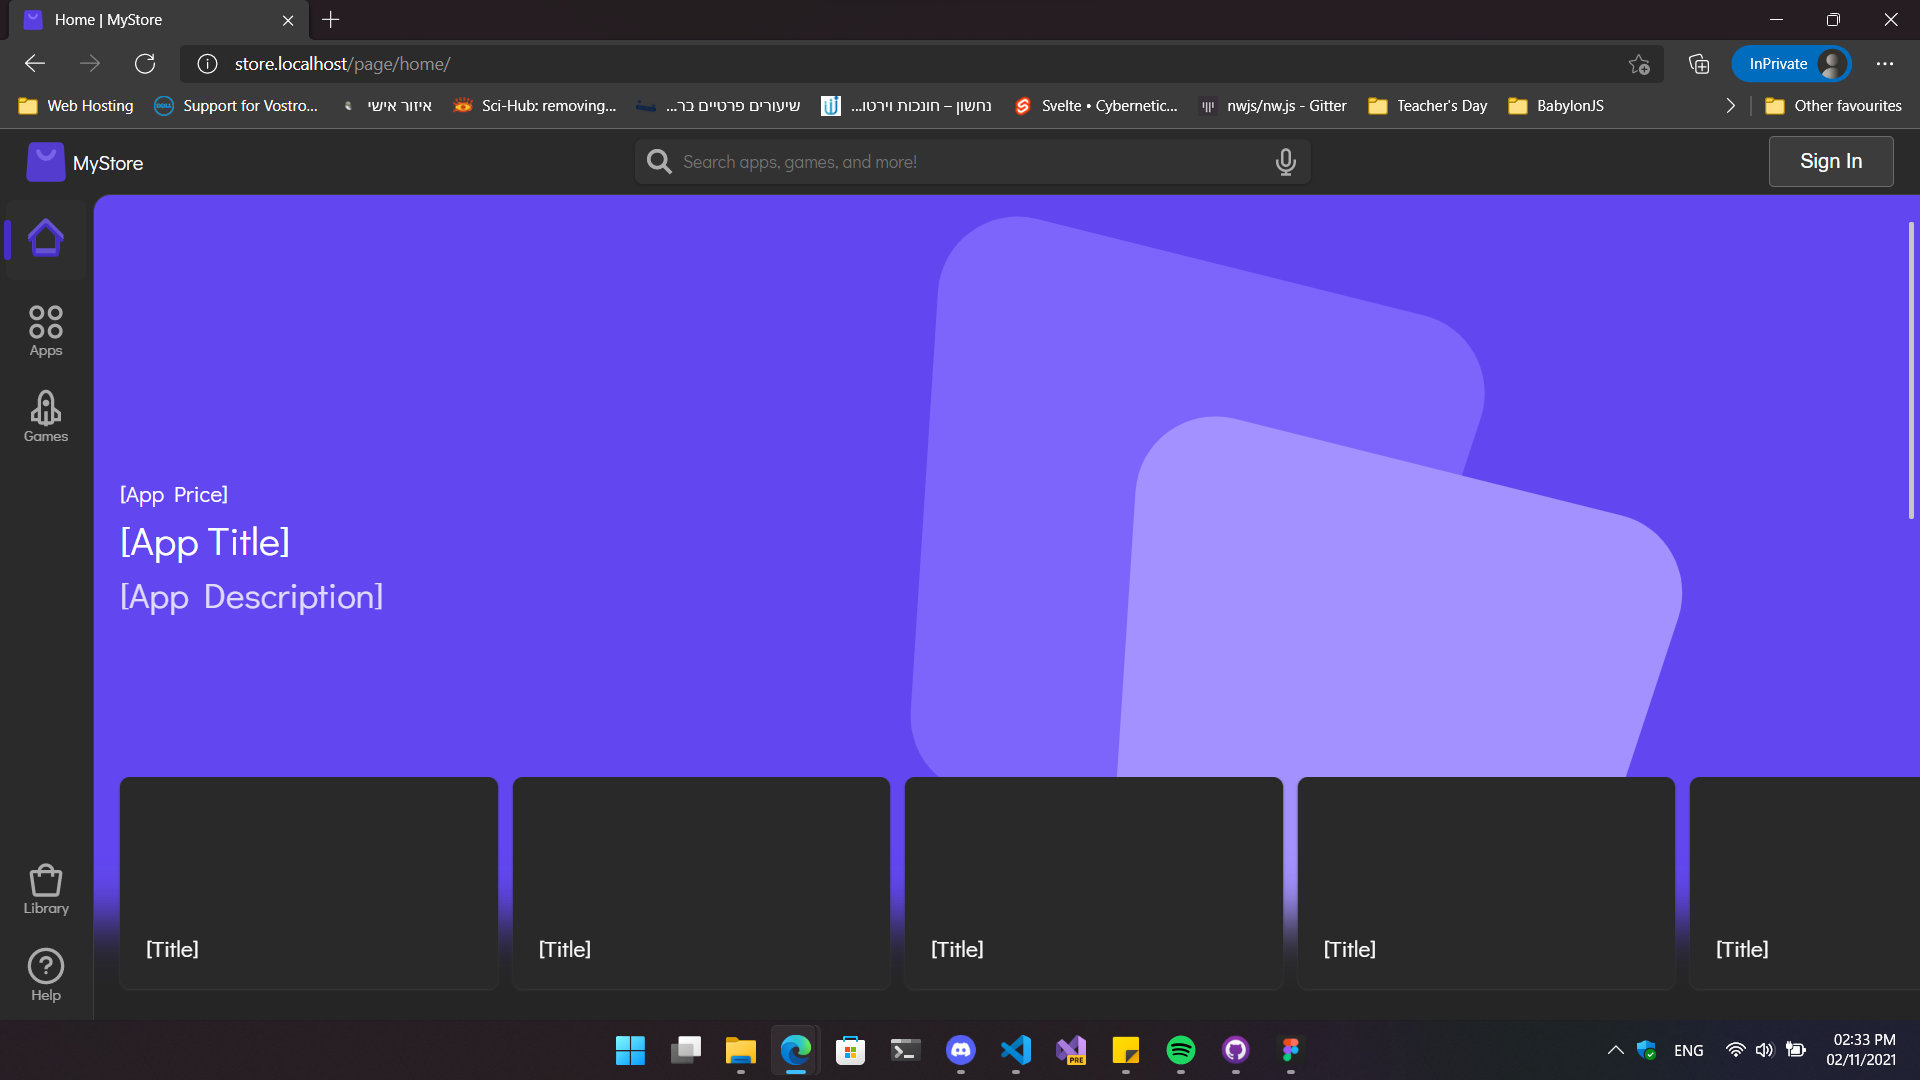 Home | MyStore
store.localhost/page/home/
InPrivate
Web Hosting
Support for Vostro...
איזור אישי
Sci-Hub: removing...
שיעורים פרטיים בר...
נחשון – חונכות וירטו...
Svelte • Cybernetic...
nwjs/nw.js - Gitter
Teacher's Day
BabylonJS
Other favourites
MyStore
Search apps, games, and more!
Sign In
Apps
Games
[App Price]
[App Title]
[App Description]
[Title]
[Title]
[Title]
[Title]
[Title]
Library
Help
PRE
ENG
02:33 PM
02/11/2021